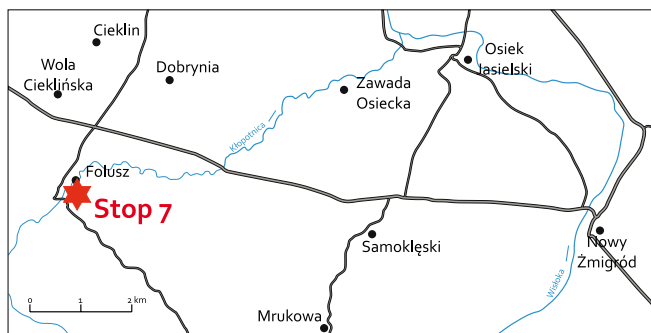 Cieklin
Wola
Cieklińska
Dobrynia
Osiek
Jasielski
Zawada
Osiecka
Kłopotnica
Folusz
Stop 7
Samoklęski
Wisłoka
Nowy
Żmigród
Mrukowa
0 1 2 km